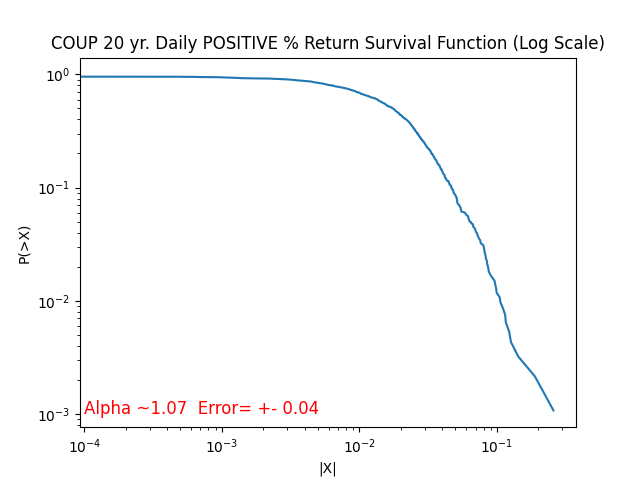 COUP 20 yr. Daily POSITIVE % Return Survival Function (Log Scale)
P(>X)
10⁰
10⁻¹
10⁻²
10⁻³
Alpha ~1.07  Error= +- 0.04
10⁻⁴
10⁻³
10⁻²
10⁻¹
|X|